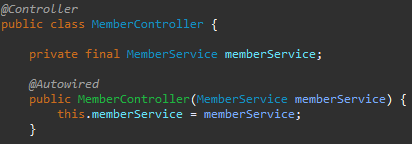 @Controller
public class MemberController {
private final MemberService memberService;
@Autowired
public MemberController(MemberService memberService) {
this.memberService = memberService;
}